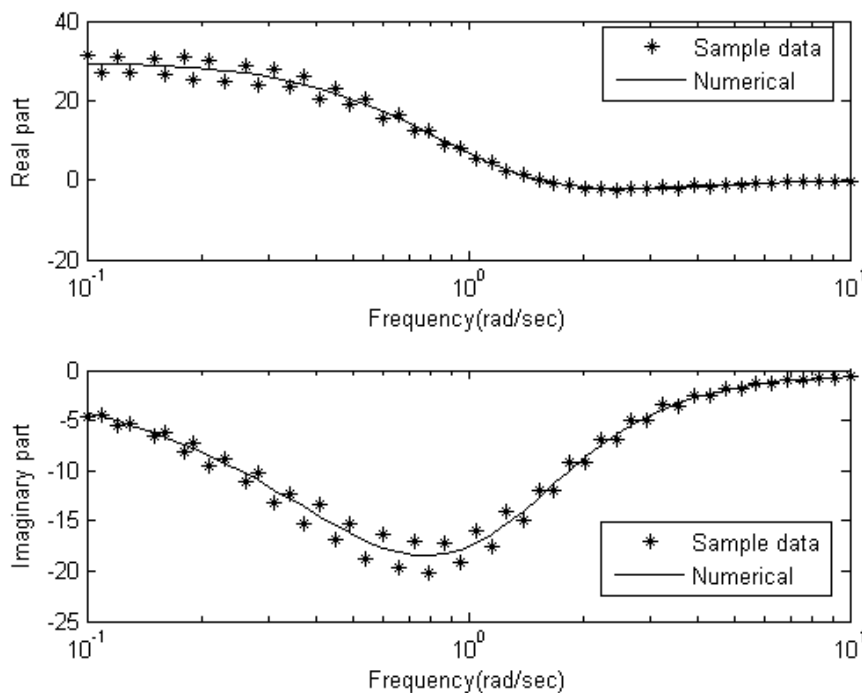 40
20
0
-20
Real part
Sample data
Numerical
10^-1
10^0
10^1
Frequency(rad/sec)
0
-5
-10
-15
-20
-25
Imaginary part
Sample data
Numerical
10^-1
10^0
10^1
Frequency(rad/sec)